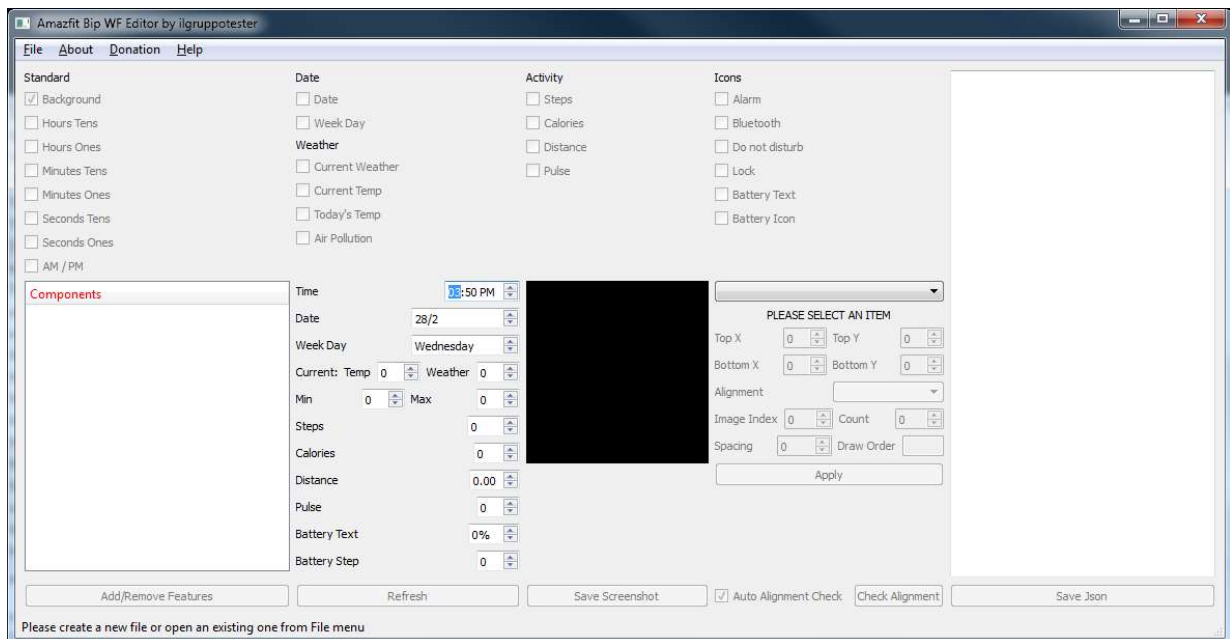 Amazfit Bip WF Editor by ilgruppotester
File About Donation Help
Standard
Background
Hours Tens
Hours Ones
Minutes Tens
Minutes Ones
Seconds Tens
Seconds Ones
AM / PM
Date
Date
Week Day
Weather
Current Weather
Current Temp
Today's Temp
Air Pollution
Activity
Steps
Calories
Distance
Pulse
Icons
Alarm
Bluetooth
Do not disturb
Lock
Battery Text
Battery Icon
Components
Time 03:50 PM
Date 28/2
Week Day Wednesday
Current: Temp 0 Weather 0
Min 0 Max 0
Steps 0
Calories 0
Distance 0.00
Pulse 0
Battery Text 0%
Battery Step 0
PLEASE SELECT AN ITEM
Top X 0 Top Y 0
Bottom X 0 Bottom Y 0
Alignment
Image Index 0 Count 0
Spacing 0 Draw Order
Apply
Add/Remove Features Refresh Save Screenshot Auto Alignment Check Check Alignment Save Json
Please create a new file or open an existing one from File menu